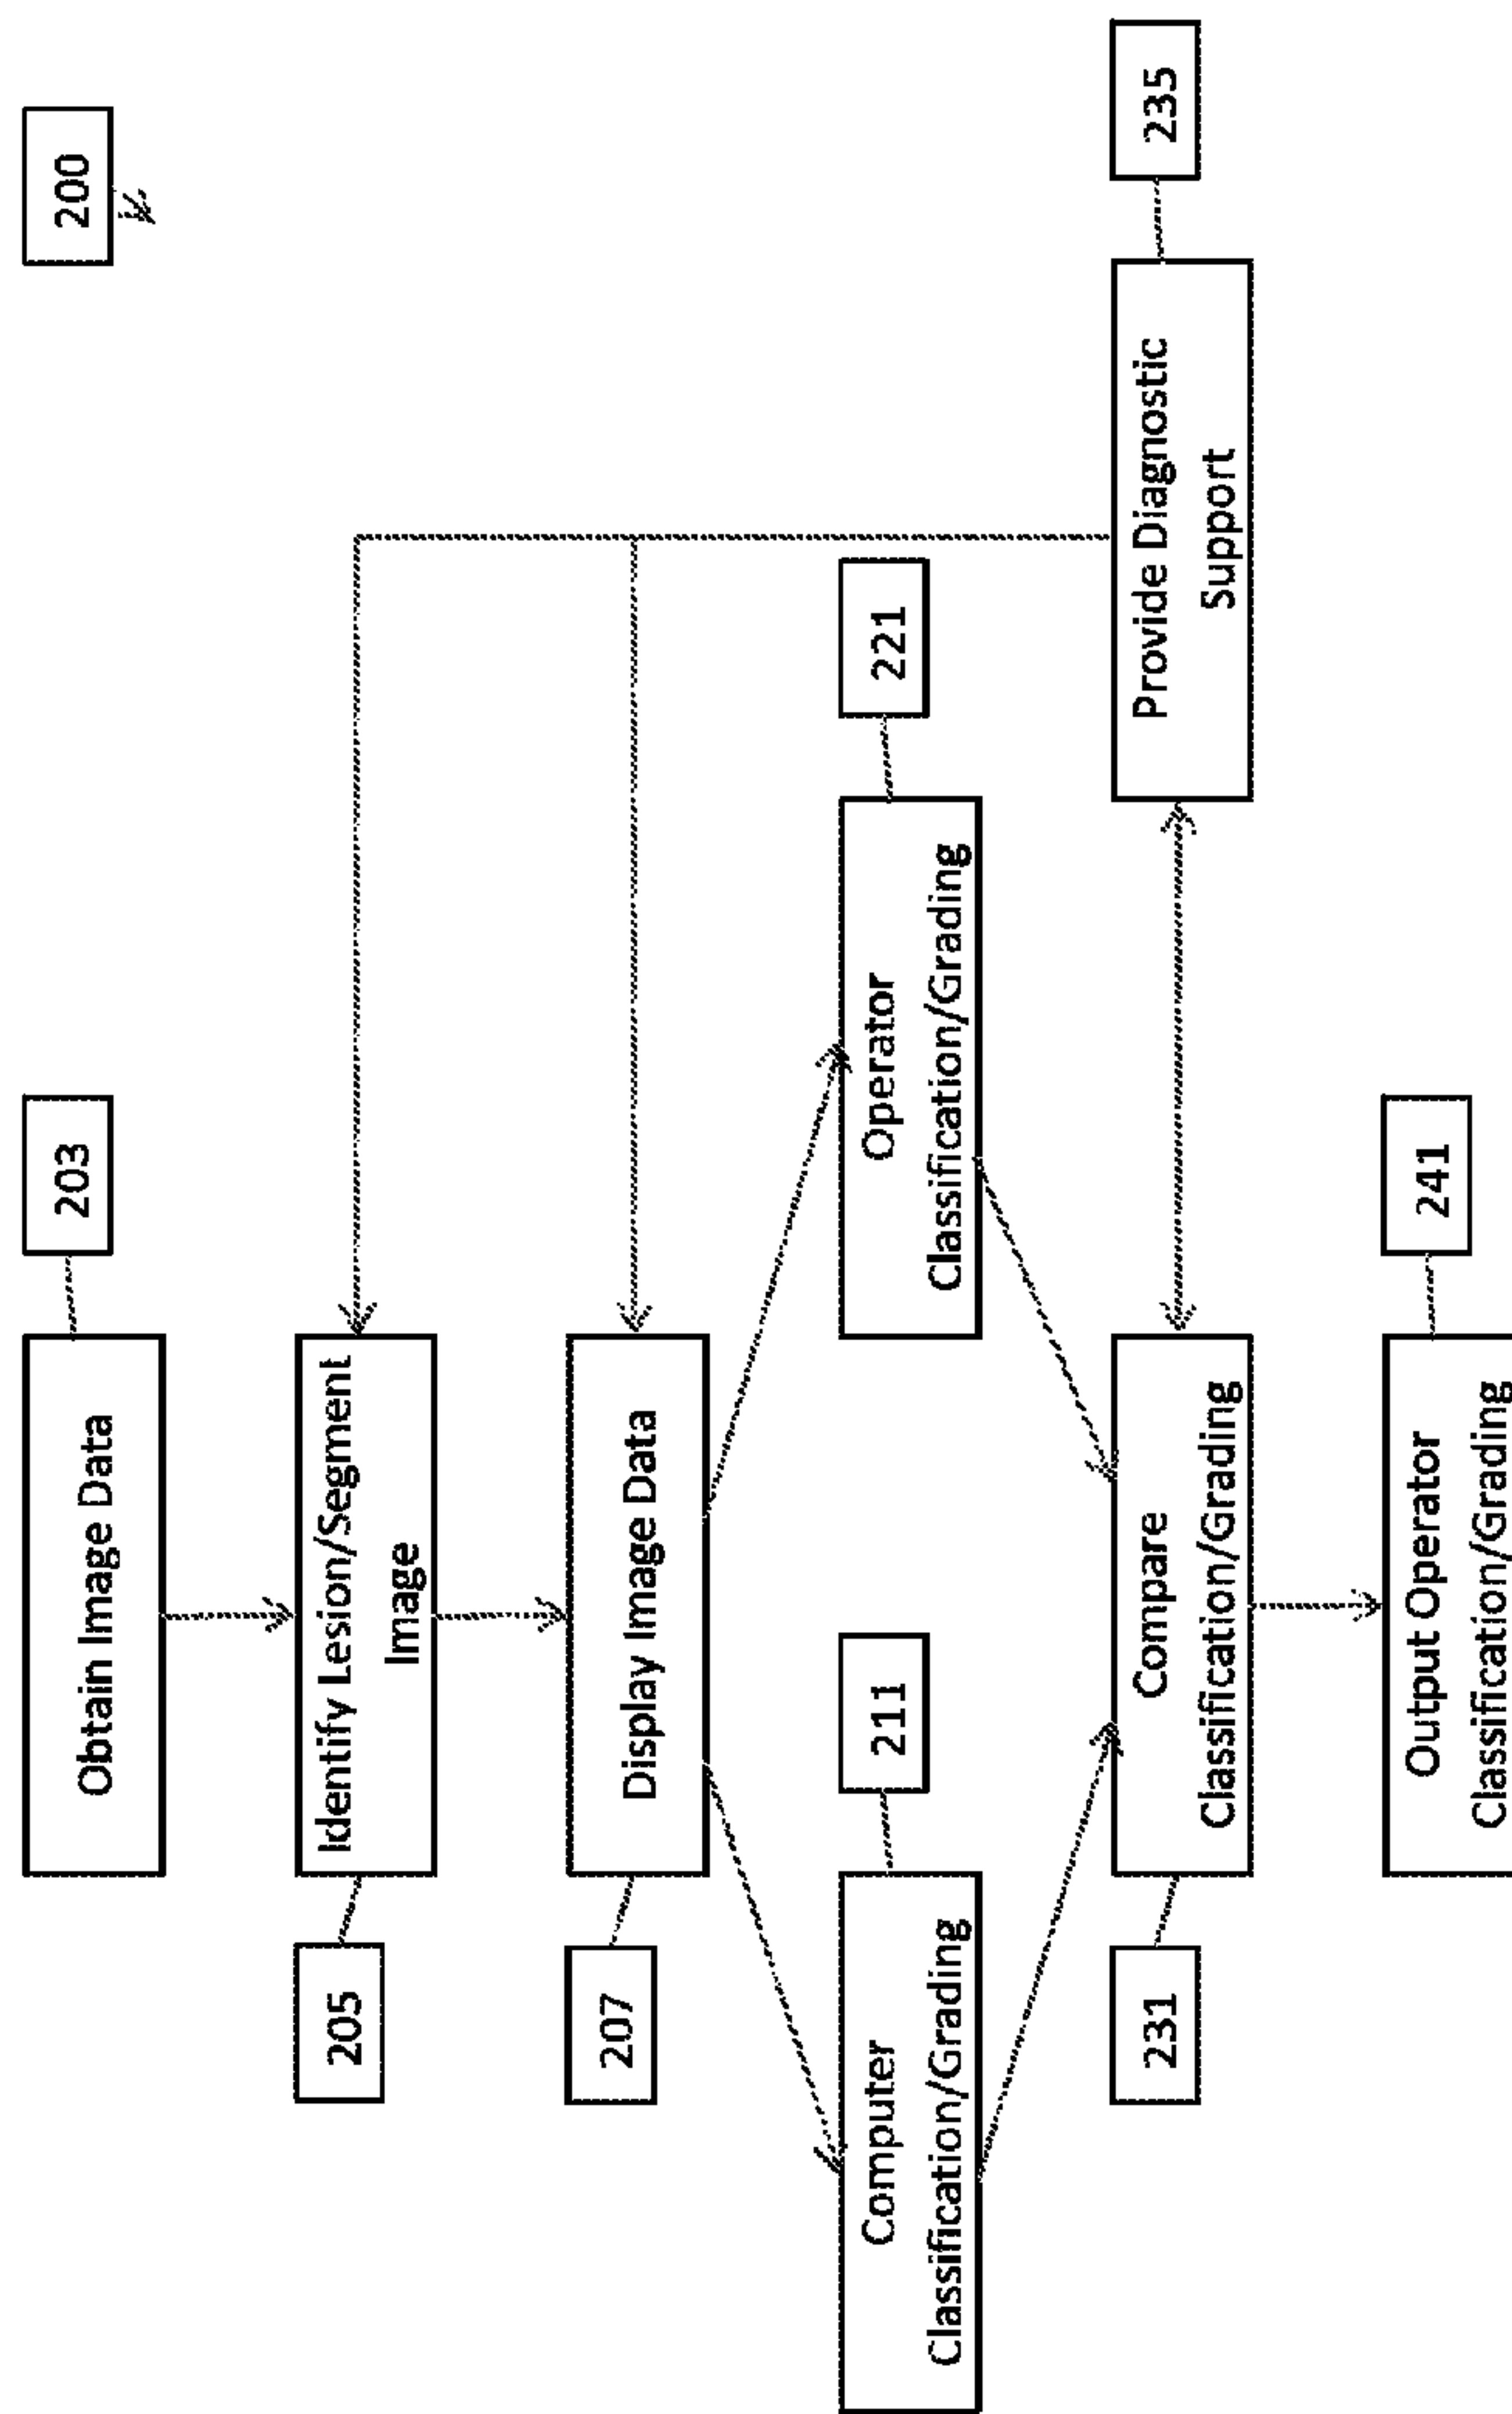 200
Obtain Image Data
203
205
Identify Lesion/Segment
Image
207
Display Image Data
Computer
Classification/Grading
211
Operator
Classification/Grading
221
231
Compare
Classification/Grading
Provide Diagnostic
Support
235
Output Operator
Classification/Grading
241